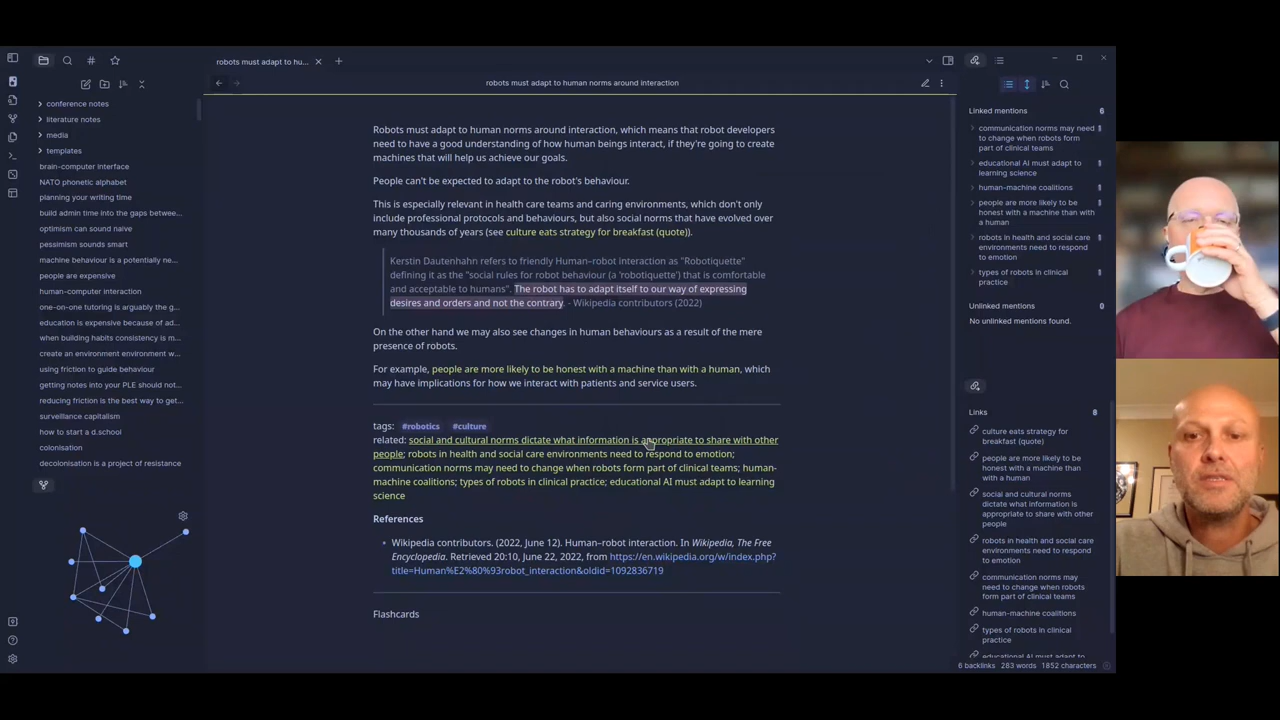 robots must adapt to hu...
robots must adapt to human norms around interaction
conference notes
literature notes
media
templates
brain-computer interface
NATO phonetic alphabet
planning your writing time
build admin time into the gaps betwee...
optimism can sound naive
pessimism sounds smart
machine behaviour is a potentially ne...
people are expensive
human-computer interaction
one-on-one tutoring is arguably the g...
education is expensive because of ad...
when building habits consistency is m...
create an environment environment w...
using friction to guide behaviour
getting notes into your PLE should not...
reducing friction is the best way to get...
surveillance capitalism
how to start a d.school
colonisation
decolonisation is a project of resistance
Robots must adapt to human norms around interaction, which means that robot developers
need to have a good understanding of how human beings interact, if they're going to create
machines that will help us achieve our goals.
People can't be expected to adapt to the robot's behaviour.
This is especially relevant in health care teams and caring environments, which don't only
include professional protocols and behaviours, but also social norms that have evolved over
many thousands of years (see culture eats strategy for breakfast (quote)).
Kerstin Dautenhahn refers to friendly Human–robot interaction as "Robotiquette"
defining it as the "social rules for robot behaviour (a 'robotiquette') that is comfortable
and acceptable to humans". The robot has to adapt itself to our way of expressing
desires and orders and not the contrary. - Wikipedia contributors (2022)
On the other hand we may also see changes in human behaviours as a result of the mere
presence of robots.
For example, people are more likely to be honest with a machine than with a human, which
may have implications for how we interact with patients and service users.
tags: #robotics #culture
related: social and cultural norms dictate what information is appropriate to share with other
people; robots in health and social care environments need to respond to emotion;
communication norms may need to change when robots form part of clinical teams; human-
machine coalitions; types of robots in clinical practice; educational AI must adapt to learning
science
References
Wikipedia contributors. (2022, June 12). Human–robot interaction. In Wikipedia, The Free
Encyclopedia. Retrieved 20:10, June 22, 2022, from https://en.wikipedia.org/w/index.php?
title=Human%E2%80%93robot_interaction&oldid=1092836719
Flashcards
Linked mentions 6
communication norms may need 1
to change when robots form
part of clinical teams
educational AI must adapt to 1
learning science
human-machine coalitions 1
people are more likely to be 1
honest with a machine than with
a human
robots in health and social care 1
environments need to respond
to emotion
types of robots in clinical 1
practice
Unlinked mentions 0
No unlinked mentions found.
Links 8
culture eats strategy for
breakfast (quote)
people are more likely to be
honest with a machine than
with a human
social and cultural norms
dictate what information is
appropriate to share with other
people
robots in health and social care
environments need to respond
to emotion
communication norms may
need to change when robots
form part of clinical teams
human-machine coalitions
types of robots in clinical
practice
educational AI must adapt to
6 backlinks 283 words 1852 characters